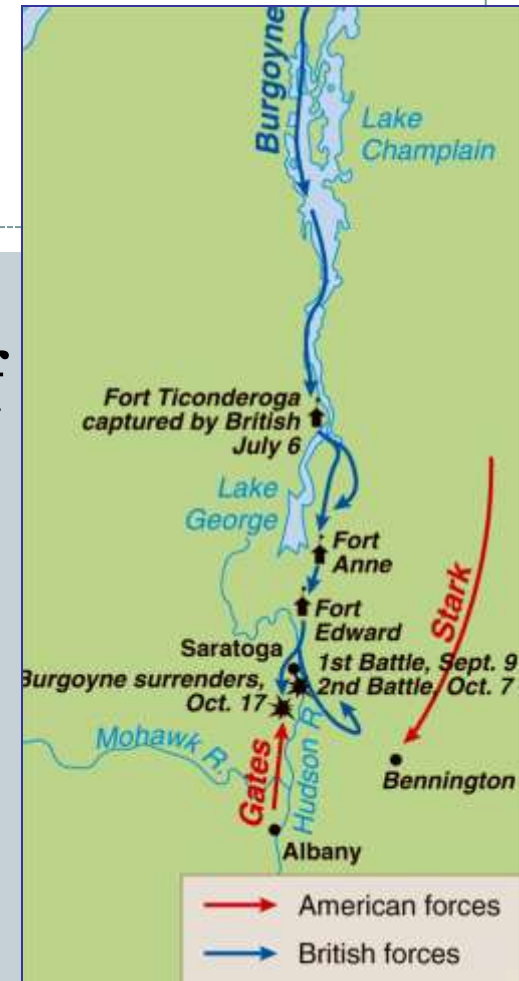 Burgoyne
Lake
Champlain
Fort Ticonderoga
captured by British
July 6
Lake
George
Fort
Anne
Stark
Fort
Edward
Saratoga
1st Battle, Sept. 9
2nd Battle, Oct. 7
Burgoyne surrenders,
Oct. 17
Mohawk R.
Gates
Hudson R.
Bennington
Albany
American forces
British forces